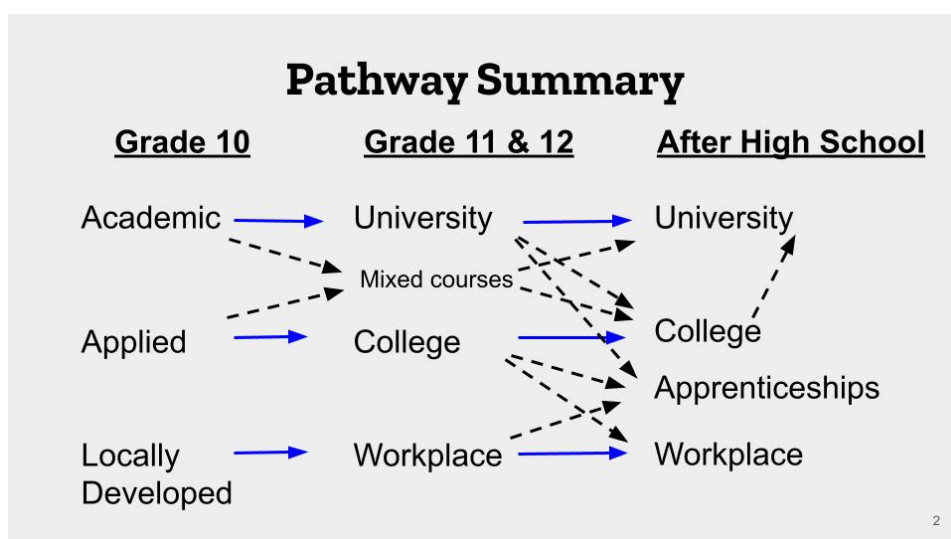 Pathway Summary
Grade 10 Grade 11 & 12 After High School
Academic University University
Mixed courses
Applied College College
Apprenticeships
Locally Workplace Workplace
Developed
2